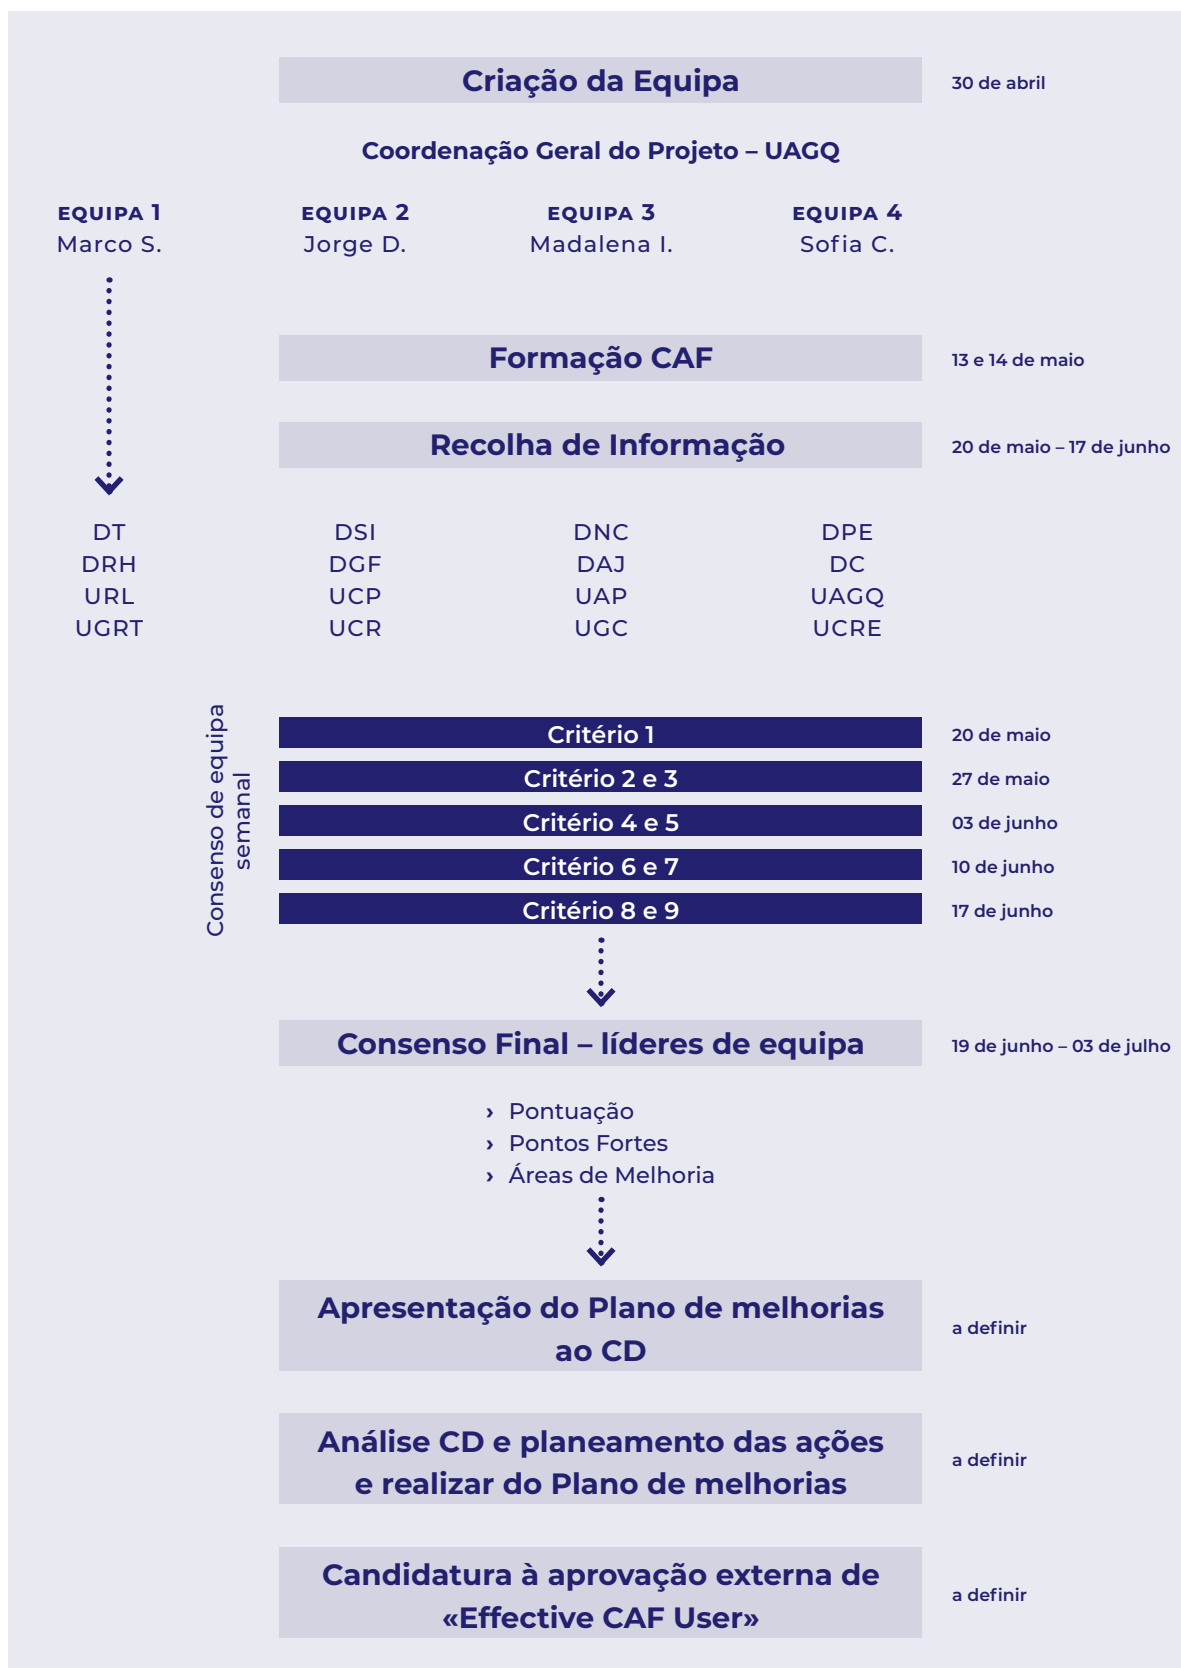 Criação da Equipa
30 de abril
Coordenação Geral do Projeto – UAGQ
EQUIPA 1
Marco S.
EQUIPA 2
Jorge D.
EQUIPA 3
Madalena I.
EQUIPA 4
Sofia C.
Formação CAF
13 e 14 de maio
Recolha de Informação
20 de maio – 17 de junho
DT
DRH
URL
UGRT
DSI
DGF
UCP
UCR
DNC
DAJ
UAP
UGC
DPE
DC
UAGQ
UCRE
Consenso de equipa
semanal
Critério 1
20 de maio
Critério 2 e 3
27 de maio
Critério 4 e 5
03 de junho
Critério 6 e 7
10 de junho
Critério 8 e 9
17 de junho
Consenso Final – líderes de equipa
19 de junho – 03 de julho
› Pontuação
› Pontos Fortes
› Áreas de Melhoria
Apresentação do Plano de melhorias
ao CD
a definir
Análise CD e planeamento das ações
e realizar do Plano de melhorias
a definir
Candidatura à aprovação externa de
«Effective CAF User»
a definir